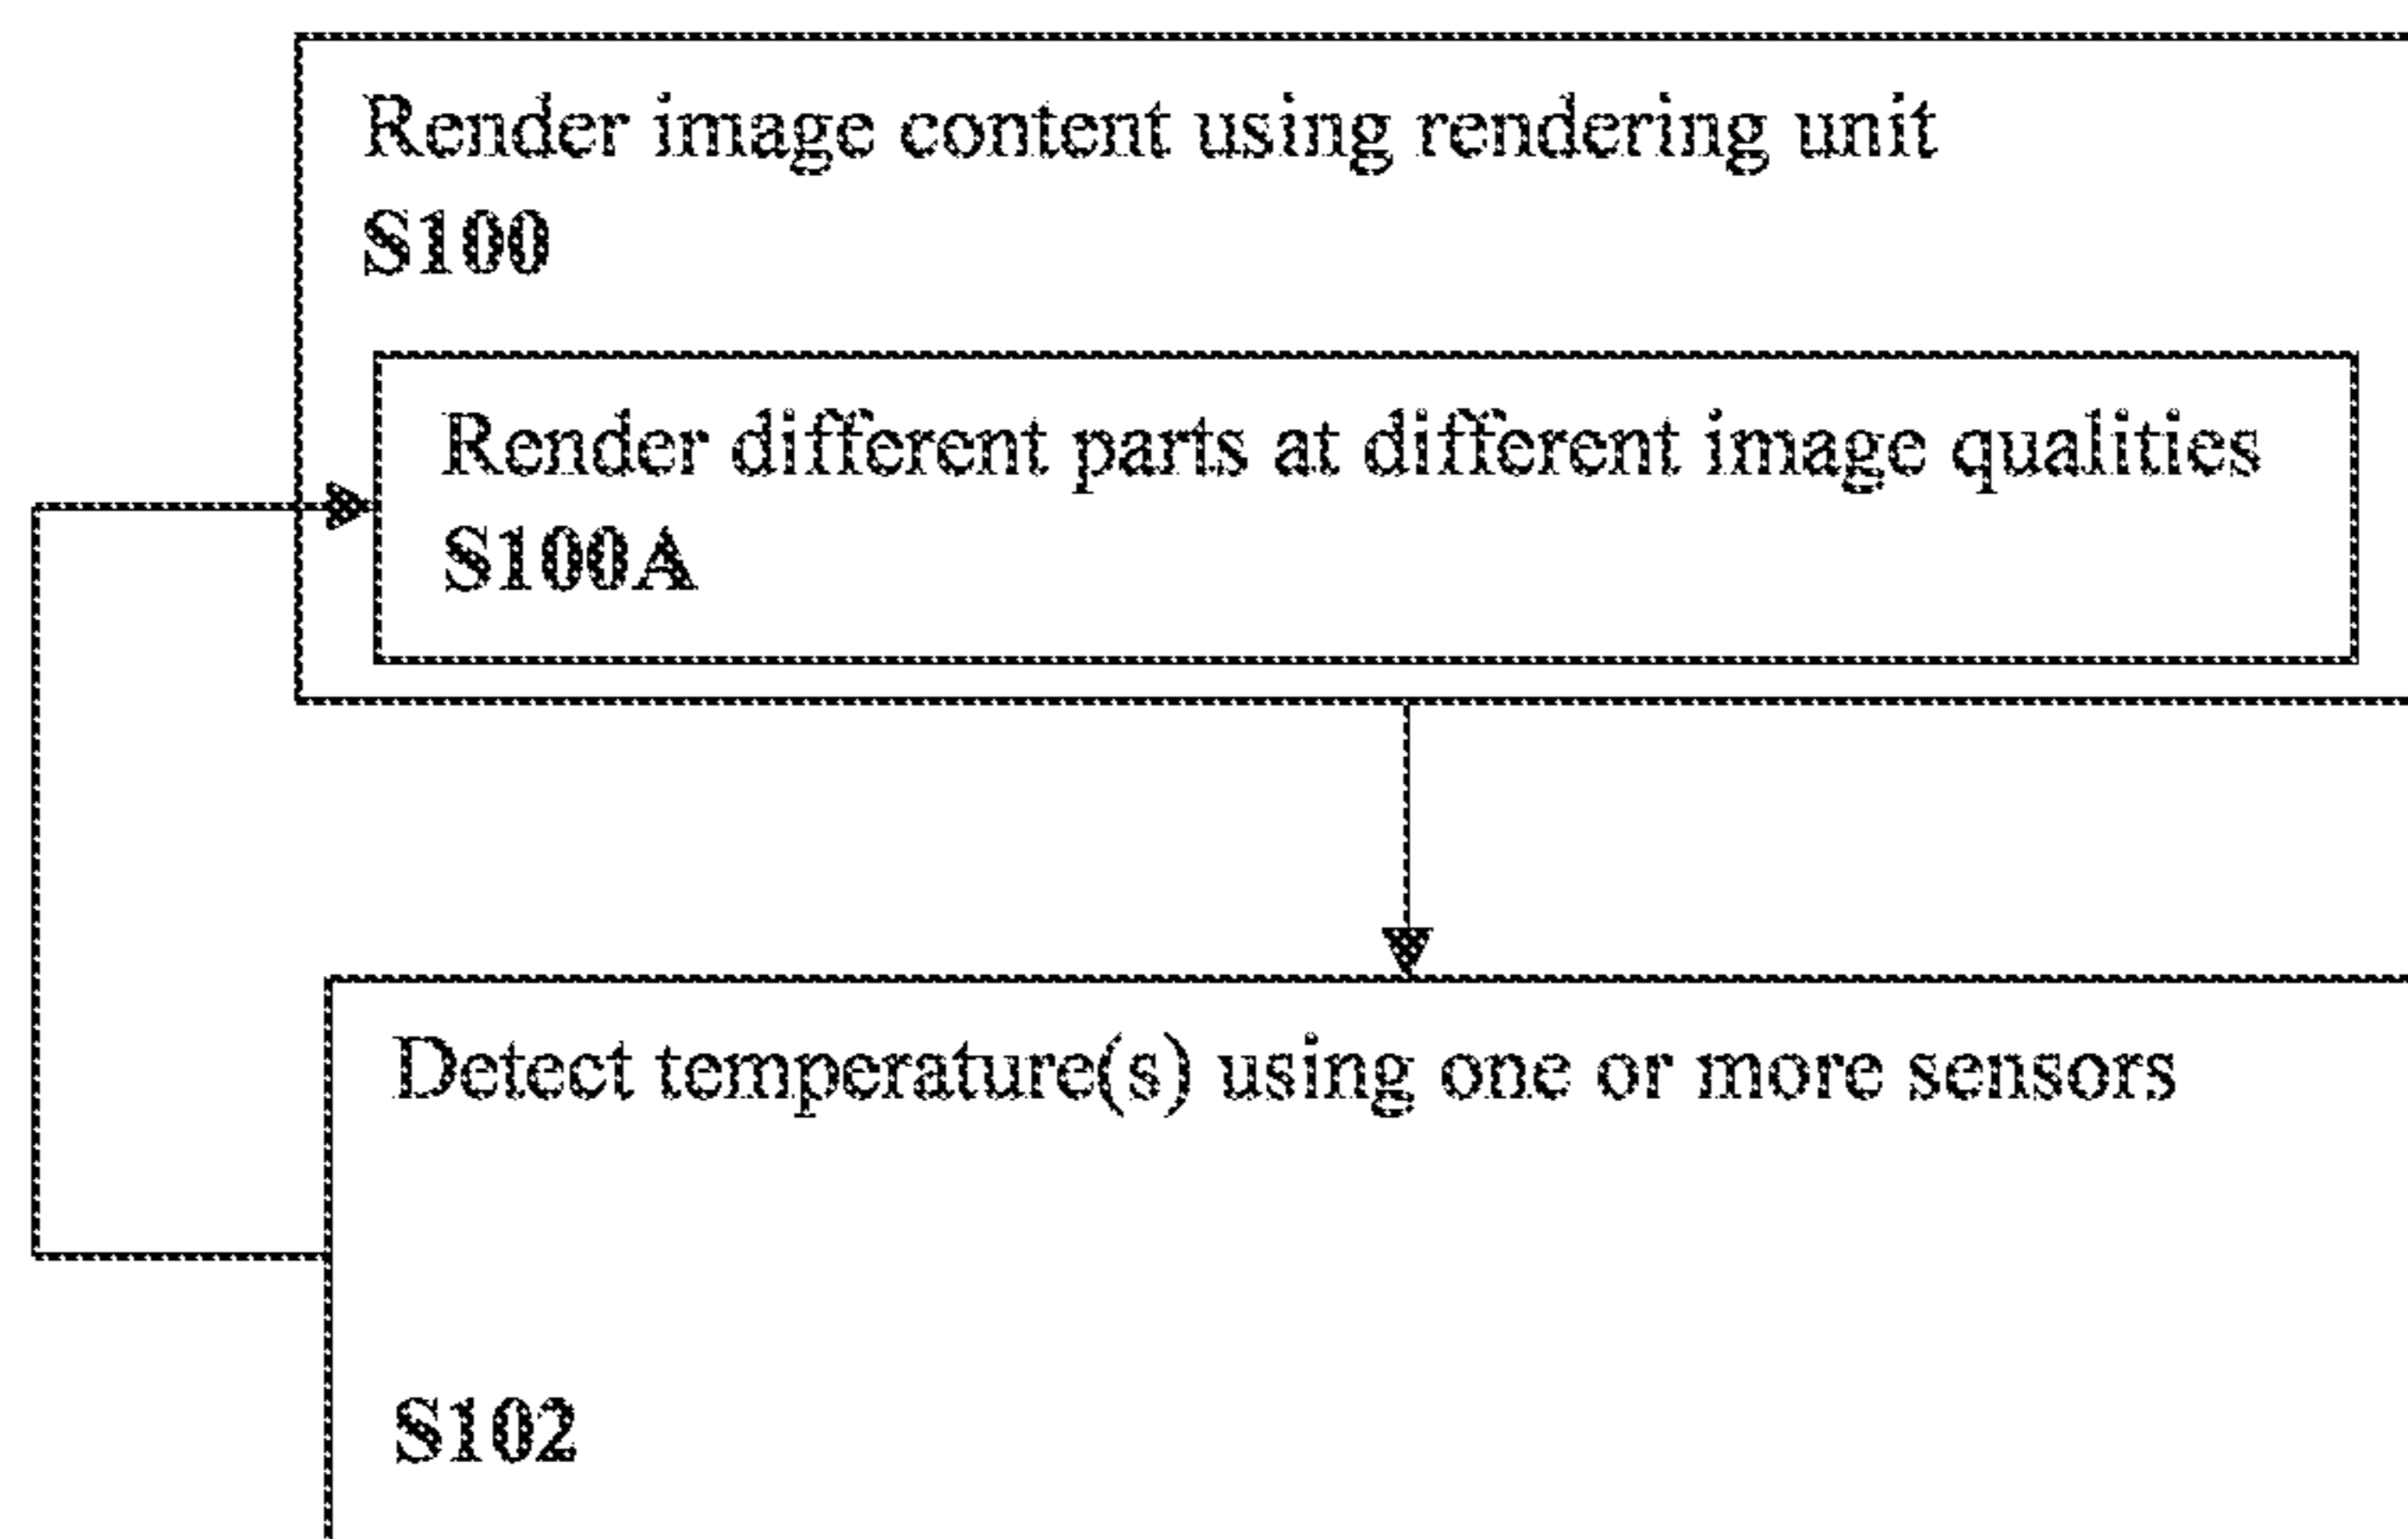 Render image content using rendering unit
S100
Render different parts at different image qualities
S100A
Detect temperature(s) using one or more sensors
S102